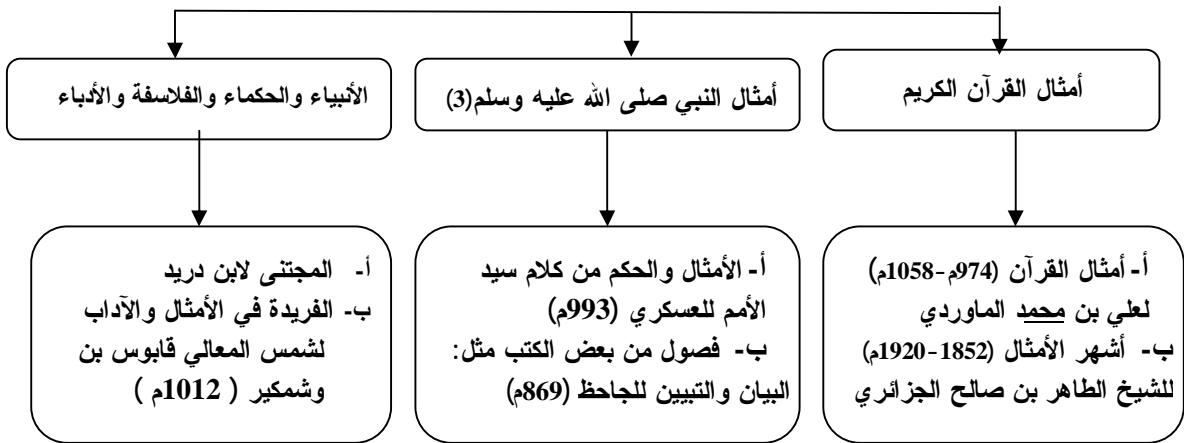 أمثال القرآن الكريم
أمثال النبي صلى الله عليه وسلم(3)
الأنبياء والحكماء والفلاسفة والأدباء
أ- أمثال القرآن (974م-1058م)
لعلي بن محمد الماوردي
ب- أشهر الأمثال (1852-1920م)
للشيخ الطاهر بن صالح الجزائري
أ- الأمثال والحكم من كلام سيد
الأمم للعسكري (993م)
ب- فصول من بعض الكتب مثل:
البيان والتبيين للجاحظ (869م)
أ- المجتنى لابن دريد
ب- الفريدة في الأمثال والآداب
لشمس المعالي قابوس بن
وشمكير ( 1012م )